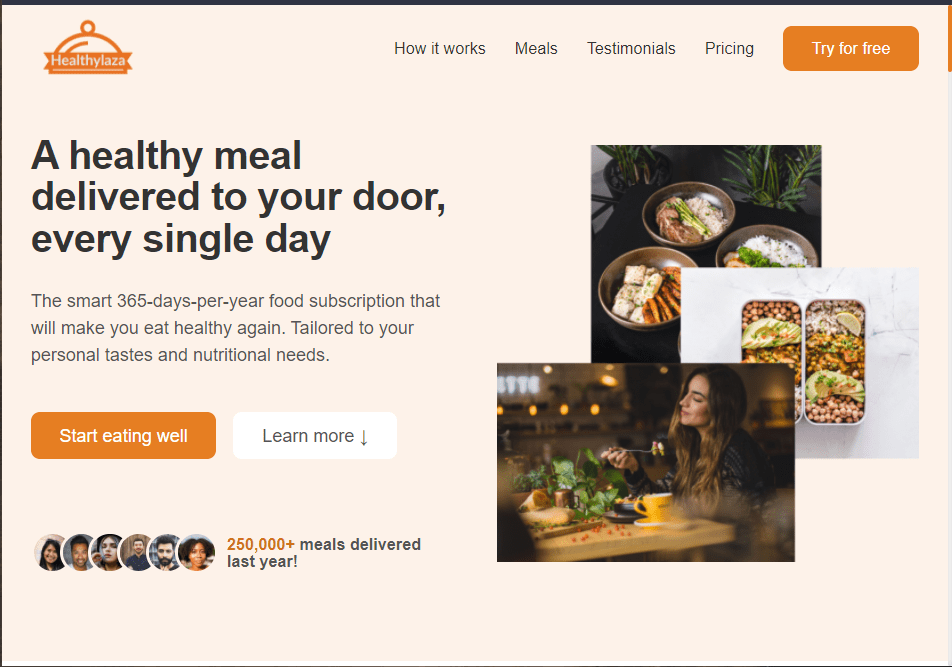 Healthylaza
How it works
Meals
Testimonials
Pricing
Try for free
A healthy meal
delivered to your door,
every single day
The smart 365-days-per-year food subscription that
will make you eat healthy again. Tailored to your
personal tastes and nutritional needs.
Start eating well
Learn more ↓
250,000+ meals delivered
last year!